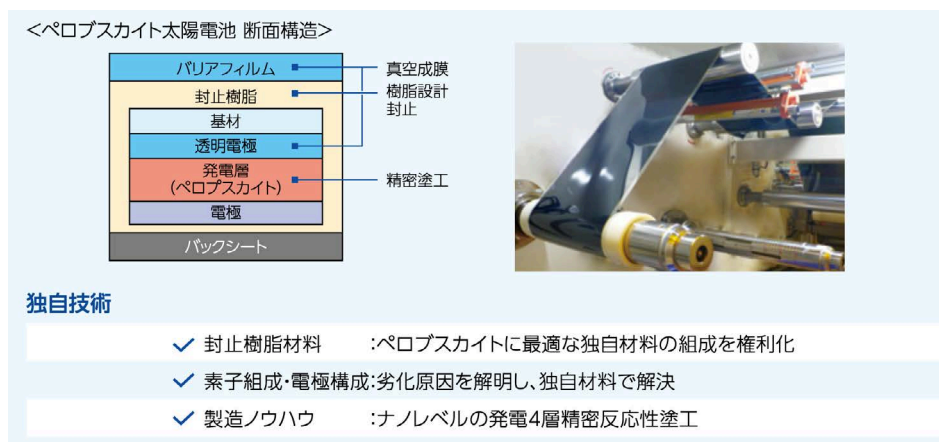 <ペロブスカイト太陽電池 断面構造>
バリアフィルム
真空成膜
封止樹脂
樹脂設計
封止
基材
透明電極
発電層
(ペロブスカイト)
精密塗工
電極
バックシート
独自技術
✓ 封止樹脂材料 :ペロブスカイトに最適な独自材料の組成を権利化
✓ 素子組成・電極構成:劣化原因を解明し、独自材料で解決
✓ 製造ノウハウ :ナノレベルの発電4層精密反応性塗工